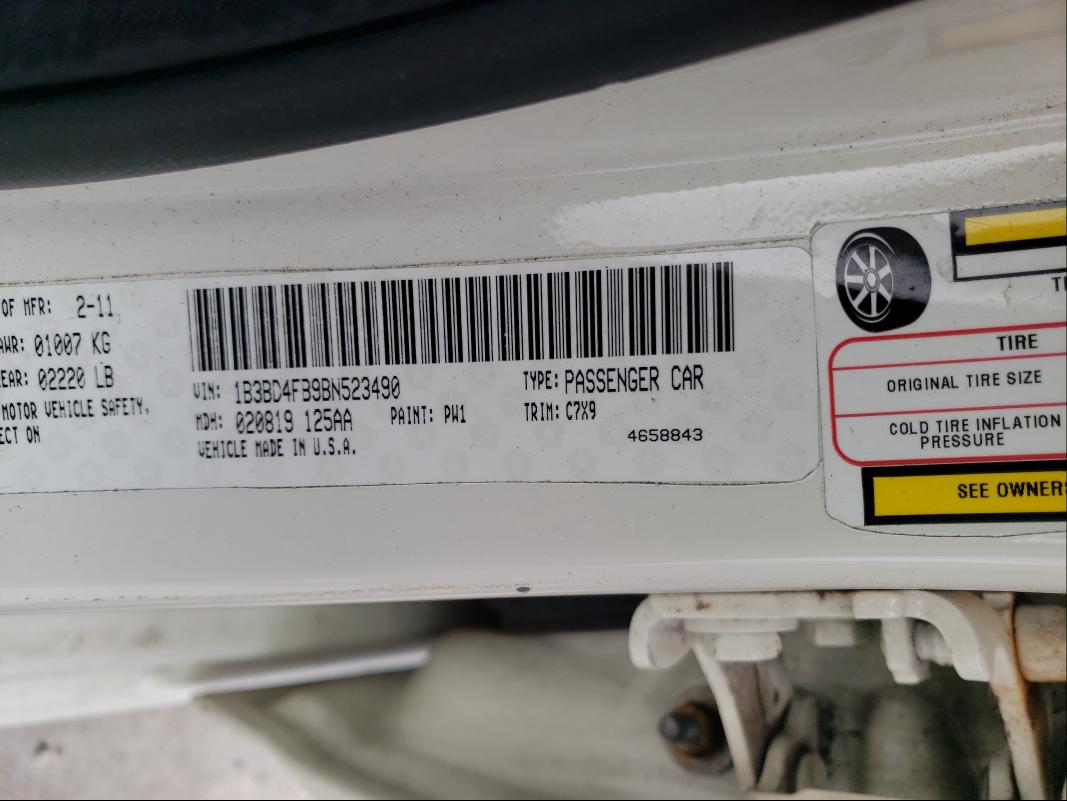 OF MFR: 2-11
AWR: 01007 KG
EAR: 02220 LB
MOTOR VEHICLE SAFETY,
ECT ON
VIN: 1B3BD4FB9BN523490
TYPE: PASSENGER CAR
MDH: 020819 125AA
PAINT: PW1
TRIM: C7X9
VEHICLE MADE IN U.S.A.
4658843
TI
TIRE
ORIGINAL TIRE SIZE
COLD TIRE INFLATION
PRESSURE
SEE OWNERS